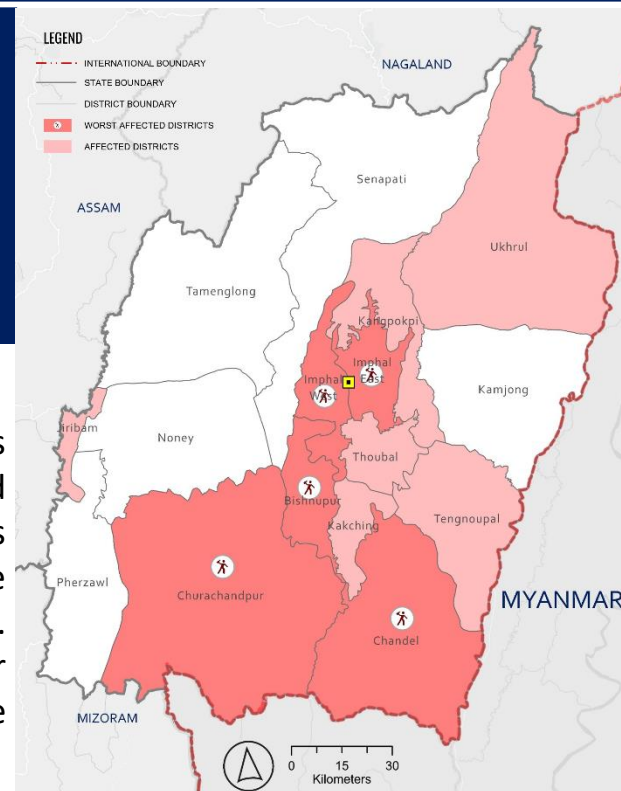 LEGEND
INTERNATIONAL BOUNDARY
STATE BOUNDARY
DISTRICT BOUNDARY
WORST AFFECTED DISTRICTS
AFFECTED DISTRICTS
NAGALAND
ASSAM
Senapati
Ukhrul
Tamenglong
Kangpokpi
Imphal
East
Imphal
West
Kamjong
Jiribam
Noney
Thoubal
Bishnupur
Kakching
Tengnoupal
Pherzawl
Churachandpur
Chandel
MYANMAR
MIZORAM
0 15 30
Kilometers